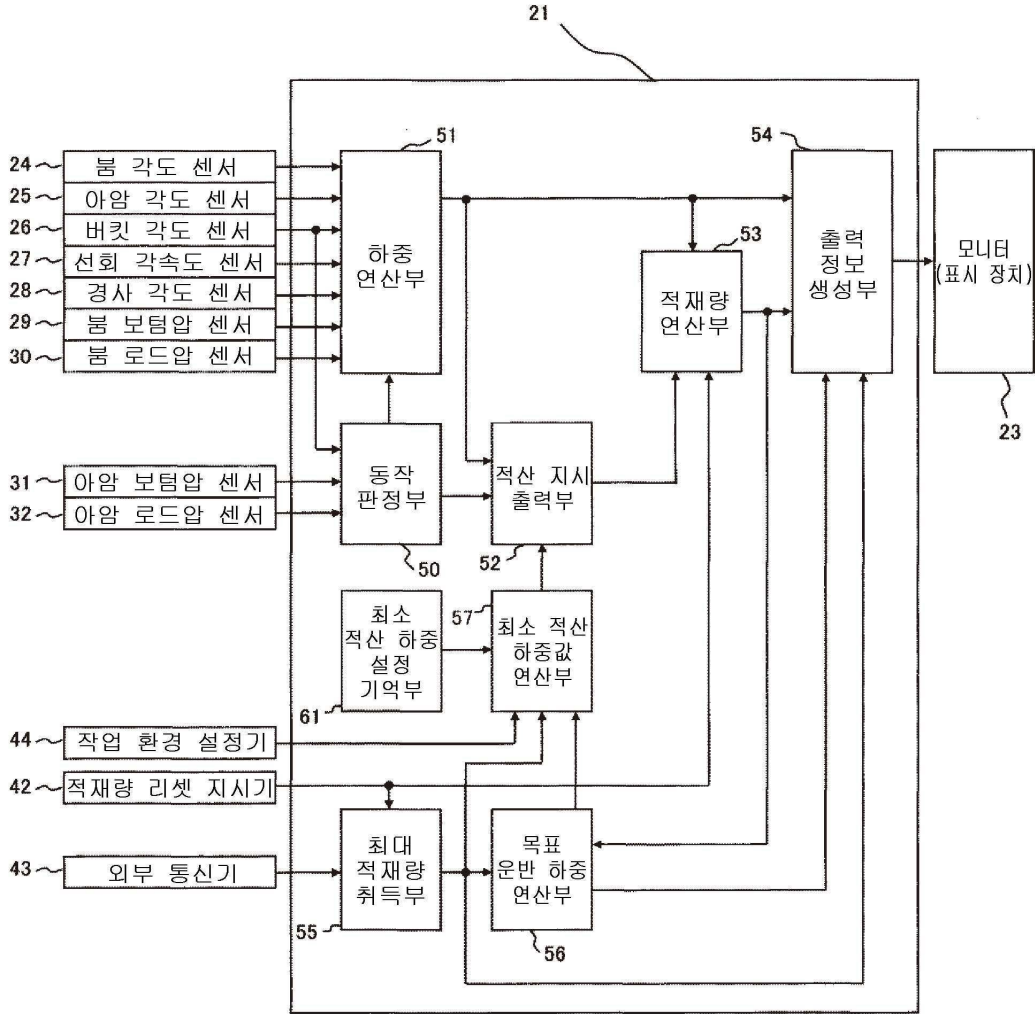 21
51
54
24 붐 각도 센서
25 아암 각도 센서
26 버킷 각도 센서
27 선회 각속도 센서
28 경사 각도 센서
29 붐 보텀압 센서
30 붐 로드압 센서
하중
연산부
53
적재량
연산부
출력
정보
생성부
모니터
(표시 장치)
23
31 아암 보텀압 센서
32 아암 로드압 센서
동작
판정부
50
적산 지시
출력부
52
최소
적산 하중
설정
기억부
61
57
최소 적산
하중값
연산부
44 작업 환경 설정기
42 적재량 리셋 지시기
43 외부 통신기
최대
적재량
취득부
55
목표
운반 하중
연산부
56